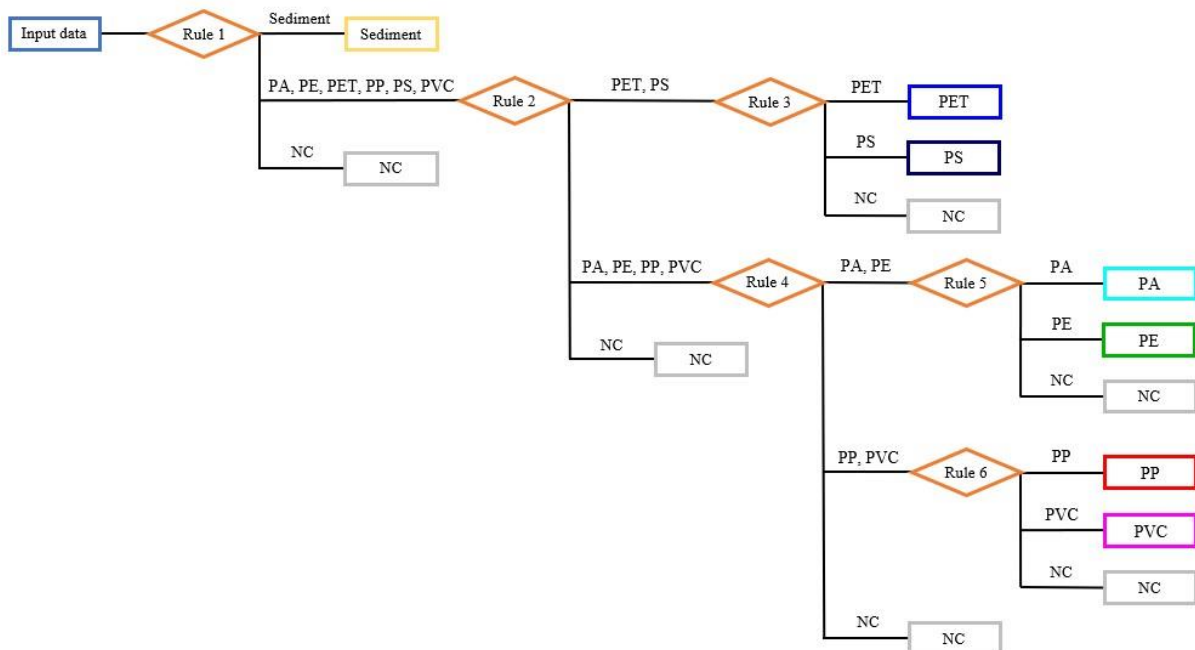 Sediment
Input data
Rule 1
Sediment
PA, PE, PET, PP, PS, PVC
Rule 2
PET, PS
Rule 3
PET
PET
NC
NC
PS
PS
NC
NC
PA, PE, PP, PVC
Rule 4
PA, PE
Rule 5
PA
PA
NC
NC
PE
PE
NC
NC
PP, PVC
Rule 6
PP
PP
PVC
PVC
NC
NC
NC
NC